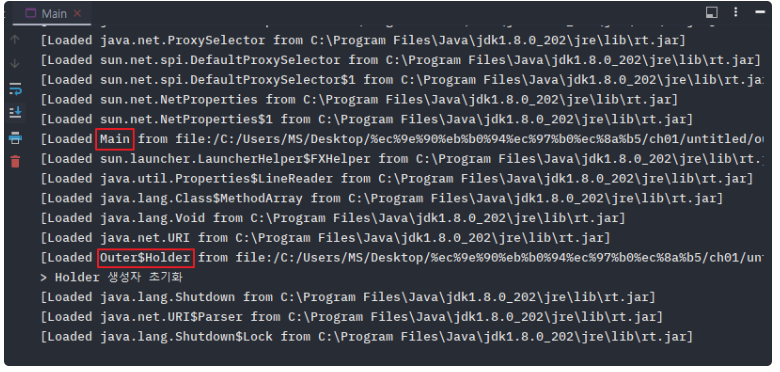 Main
[Loaded java.net.ProxySelector from C:\Program Files\Java\jdk1.8.0_202\jre\lib\rt.jar]
[Loaded sun.net.spi.DefaultProxySelector from C:\Program Files\Java\jdk1.8.0_202\jre\lib\rt.jar]
[Loaded sun.net.spi.DefaultProxySelector$1 from C:\Program Files\Java\jdk1.8.0_202\jre\lib\rt.ja
[Loaded sun.net.NetProperties from C:\Program Files\Java\jdk1.8.0_202\jre\lib\rt.jar]
[Loaded sun.net.NetProperties$1 from C:\Program Files\Java\jdk1.8.0_202\jre\lib\rt.jar]
[Loaded Main from file:/C:/Users/MS/Desktop/%ec%9e%90%eb%b0%94%ec%97%b0%ec%8a%b5/ch01/untitled/ou
[Loaded sun.launcher.LauncherHelper$FXHelper from C:\Program Files\Java\jdk1.8.0_202\jre\lib\rt.
[Loaded java.util.Properties$LineReader from C:\Program Files\Java\jdk1.8.0_202\jre\lib\rt.jar]
[Loaded java.lang.Class$MethodArray from C:\Program Files\Java\jdk1.8.0_202\jre\lib\rt.jar]
[Loaded java.lang.Void from C:\Program Files\Java\jdk1.8.0_202\jre\lib\rt.jar]
[Loaded java.net.URI from C:\Program Files\Java\jdk1.8.0_202\jre\lib\rt.jar]
[Loaded Outer$Holder from file:/C:/Users/MS/Desktop/%ec%9e%90%eb%b0%94%ec%97%b0%ec%8a%b5/ch01/unt
> Holder 생성자 초기화
[Loaded java.lang.Shutdown from C:\Program Files\Java\jdk1.8.0_202\jre\lib\rt.jar]
[Loaded java.net.URI$Parser from C:\Program Files\Java\jdk1.8.0_202\jre\lib\rt.jar]
[Loaded java.lang.Shutdown$Lock from C:\Program Files\Java\jdk1.8.0_202\jre\lib\rt.jar]